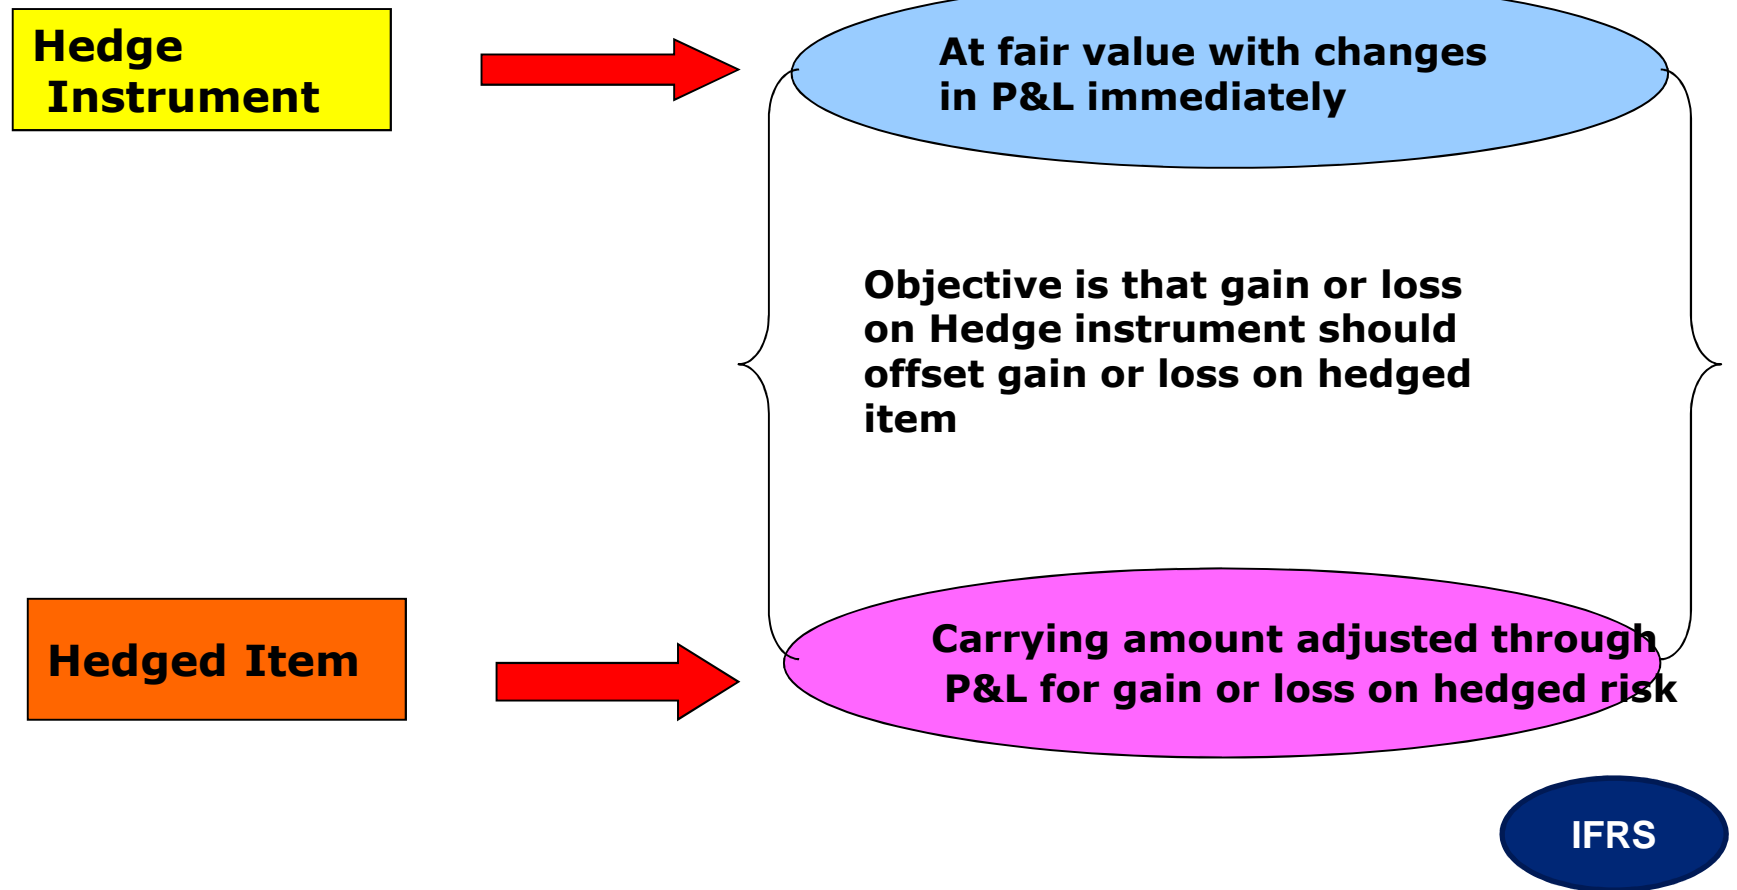 Hedge
Instrument
At fair value with changes
in P&L immediately
Objective is that gain or loss
on Hedge instrument should
offset gain or loss on hedged
item
Hedged Item
Carrying amount adjusted through
P&L for gain or loss on hedged risk
IFRS